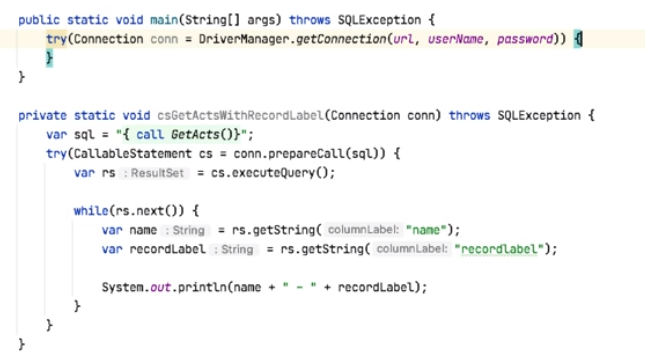 public static void main(String[] args) throws SQLException {
    try(Connection conn = DriverManager.getConnection(url, userName, password)) {
    }
}

private static void csGetActsWithRecordLabel(Connection conn) throws SQLException {
    var sql = "{ call GetActs()}";
    try(CallableStatement cs = conn.prepareCall(sql)) {
        var rs : ResultSet = cs.executeQuery();

        while(rs.next()) {
            var name : String = rs.getString( columnLabel: "name");
            var recordLabel : String = rs.getString( columnLabel: "recordlabel");

            System.out.println(name + " - " + recordLabel);
        }
    }
}